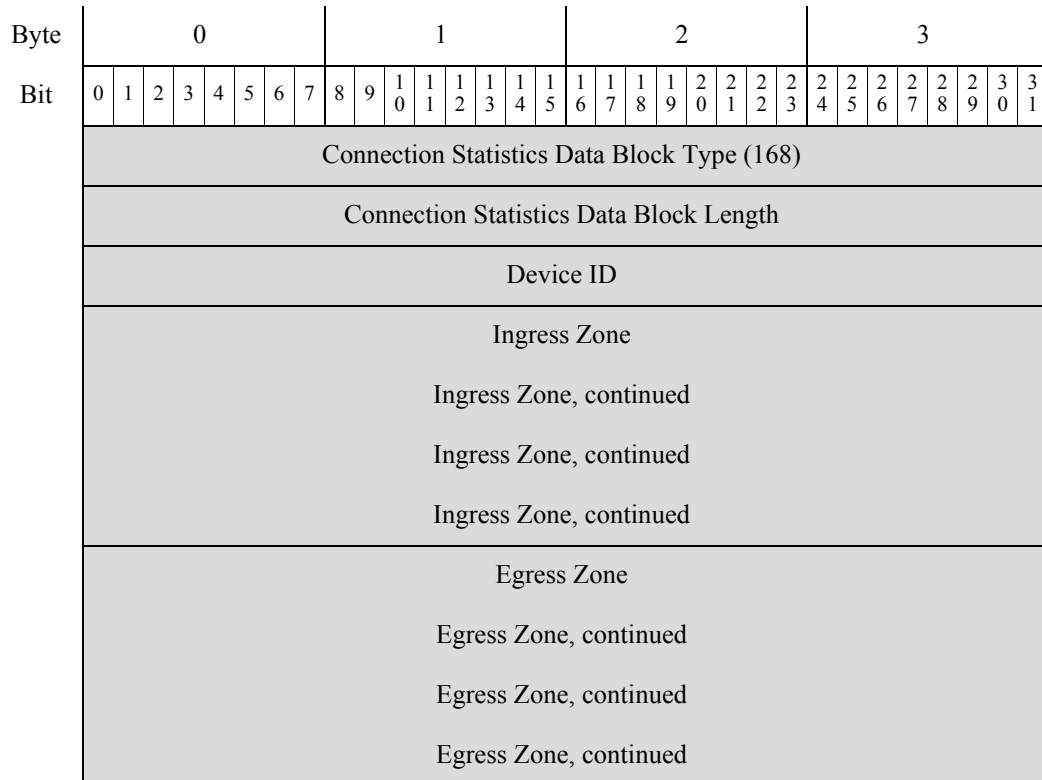 Byte 0 1 2 3
Bit 0 1 2 3 4 5 6 7 8 9 10 11 12 13 14 15 16 17 18 19 20 21 22 23 24 25 26 27 28 29 30 31
Connection Statistics Data Block Type (168)
Connection Statistics Data Block Length
Device ID
Ingress Zone
Ingress Zone, continued
Ingress Zone, continued
Ingress Zone, continued
Egress Zone
Egress Zone, continued
Egress Zone, continued
Egress Zone, continued